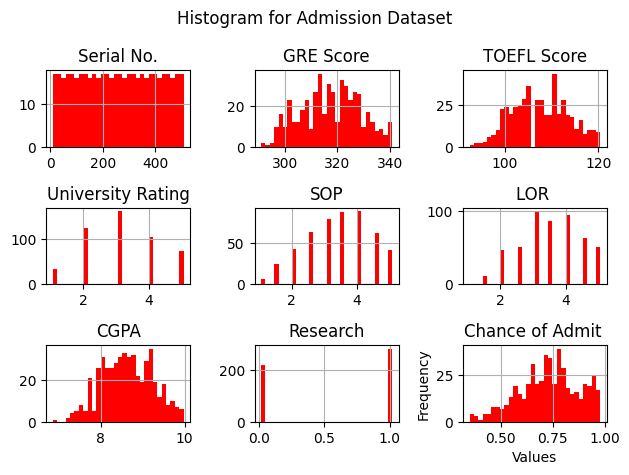 Histogram for Admission Dataset
Serial No. GRE Score TOEFL Score
10 20 25
0 0 0
0 200 400 300 320 340 100 120
University Rating SOP LOR
100
100 50
0 0 0
2 4 2 4 2 4
CGPA Research Chance of Admit
20 200 25
0 0 0
8 10 0.0 0.5 1.0 0.50 0.75 1.00
Frequency
Values